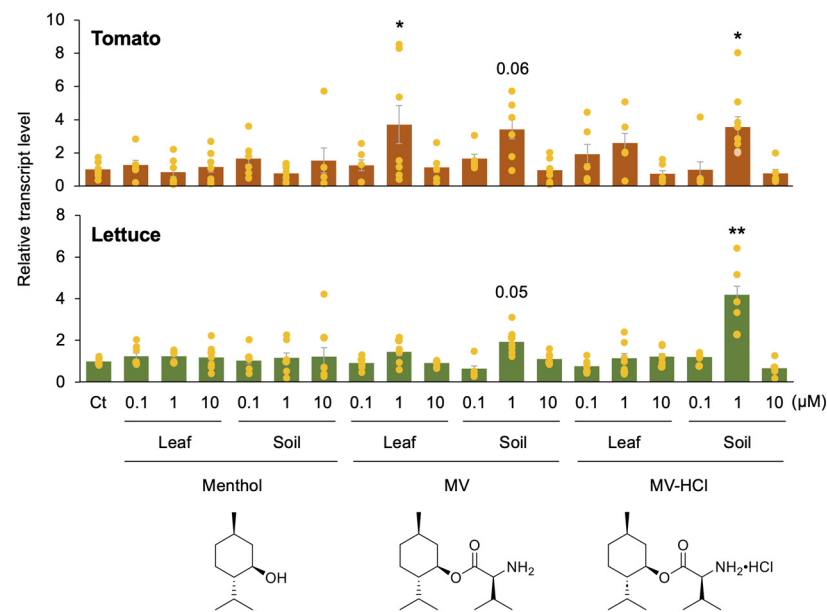 Relative transcript level
Tomato
10
8
6
4
2
0
*
0.06
*
Lettuce
8
6
4
2
0
0.05
**
Ct 0.1 1 10 0.1 1 10 0.1 1 10 0.1 1 10 0.1 1 10 0.1 1 10 (μM)
Leaf Soil Leaf Soil Leaf Soil
Menthol MV MV-HCl
OH
O
O
NH2
O
O
NH2•HCl